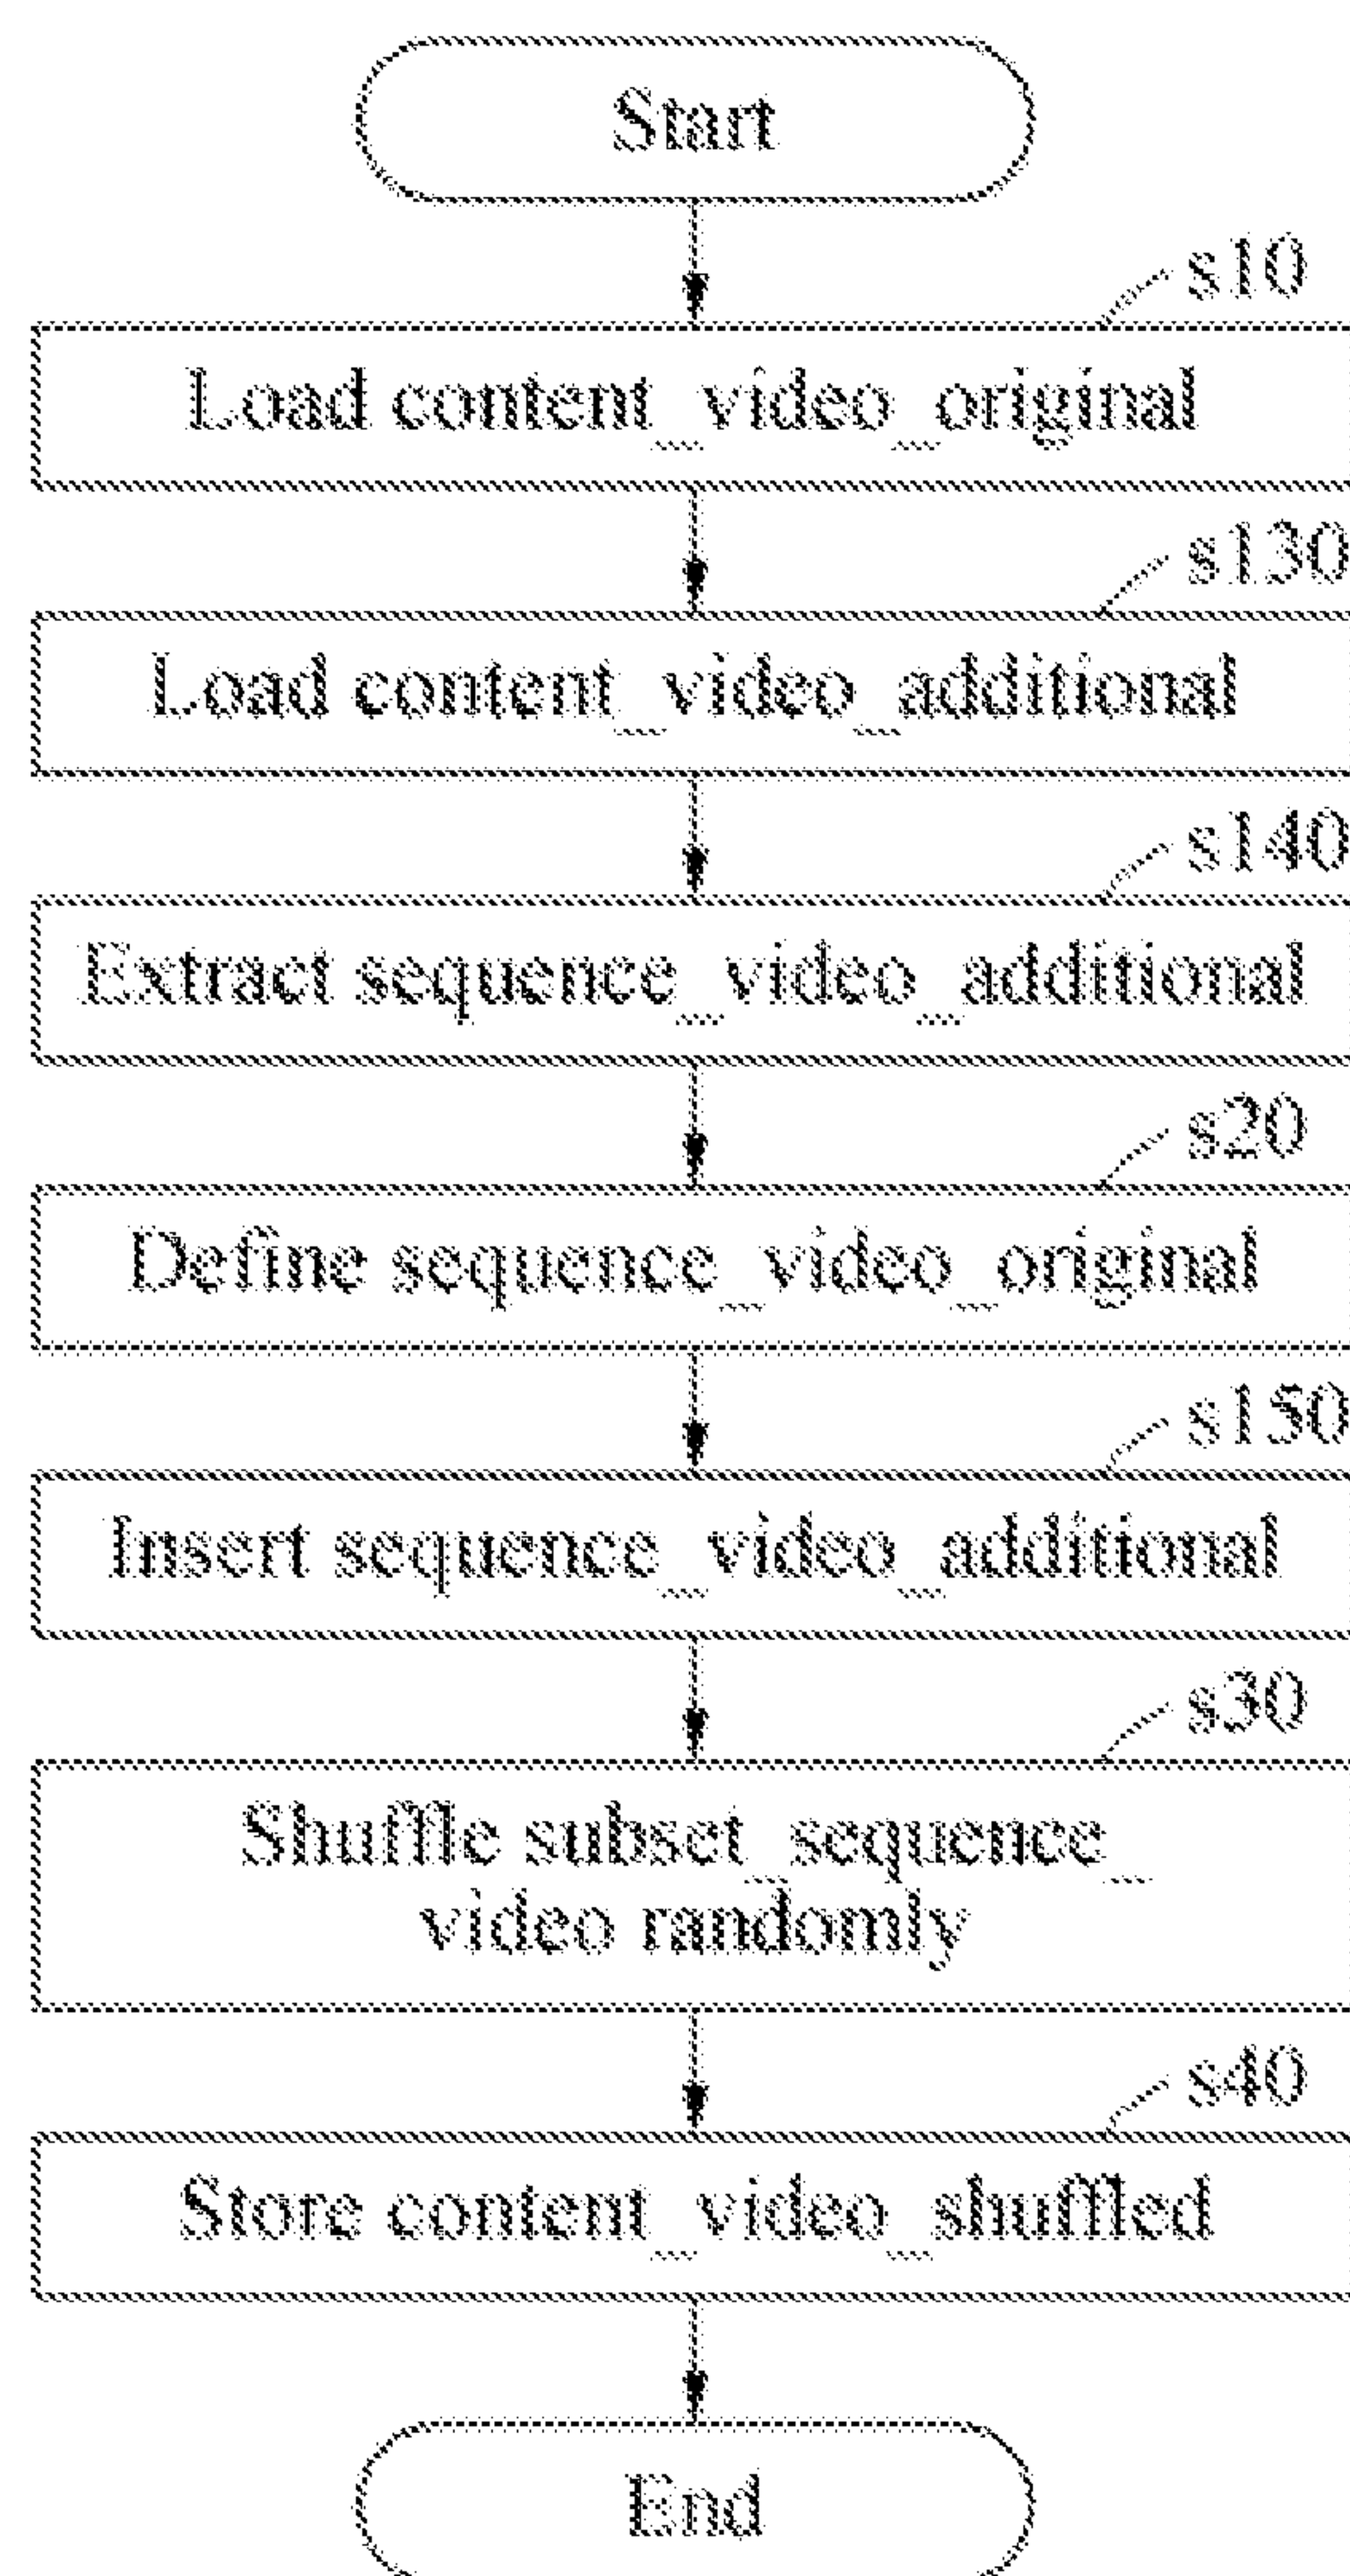 Start
s10
Load content_video_original
s130
Load content_video_additional
s140
Extract sequence_video_additional
s20
Define sequence_video_original
s150
Insert sequence_video_additional
s30
Shuffle subset_sequence_
video randomly
s40
Store content_video_shuffled
End